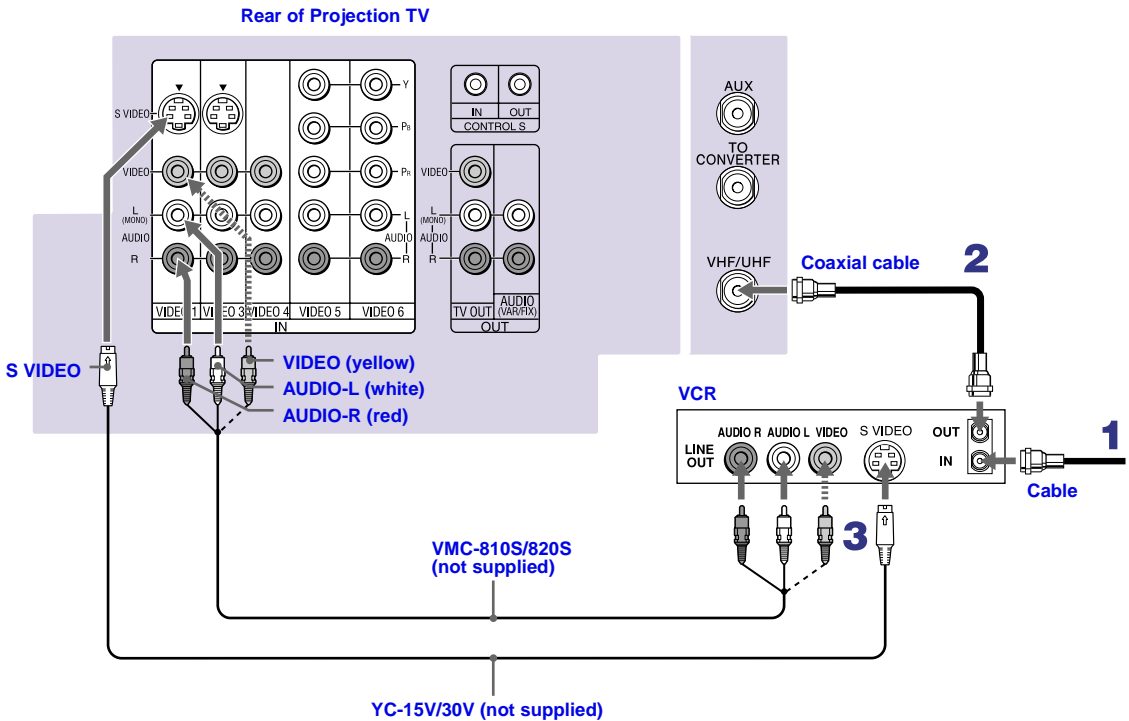 Rear of Projection TV
S VIDEO
VIDEO
L
(MONO)
AUDIO
R
Y
PB
PR
L
AUDIO
R
VIDEO 1
VIDEO 3
VIDEO 4
VIDEO 5
VIDEO 6
IN
IN
OUT
CONTROL S
VIDEO
L
(MONO)
AUDIO
R
TV OUT
AUDIO
(VAR/FIX)
OUT
AUX
TO
CONVERTER
VHF/UHF
Coaxial cable
2
S VIDEO
VIDEO (yellow)
AUDIO-L (white)
AUDIO-R (red)
VCR
LINE
OUT
AUDIO R
AUDIO L
VIDEO
S VIDEO
OUT
IN
1
Cable
3
VMC-810S/820S
(not supplied)
YC-15V/30V (not supplied)